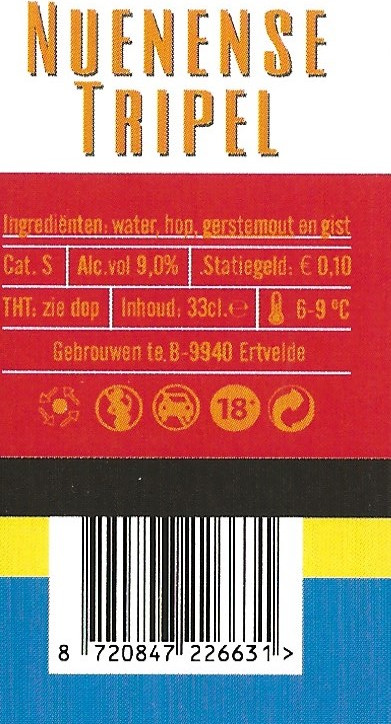 NUENENSE
TRIPEL
Ingrediënten: water, hop, gerstemout en gist
Cat. S Alc.vol 9,0% .Statiegeld: € 0,10
THT: zie dop Inhoud: 33cl.℮ 6-9 °C
Gebrouwen te. B-9940 Ertvelde
18+
8 720847 226631 >